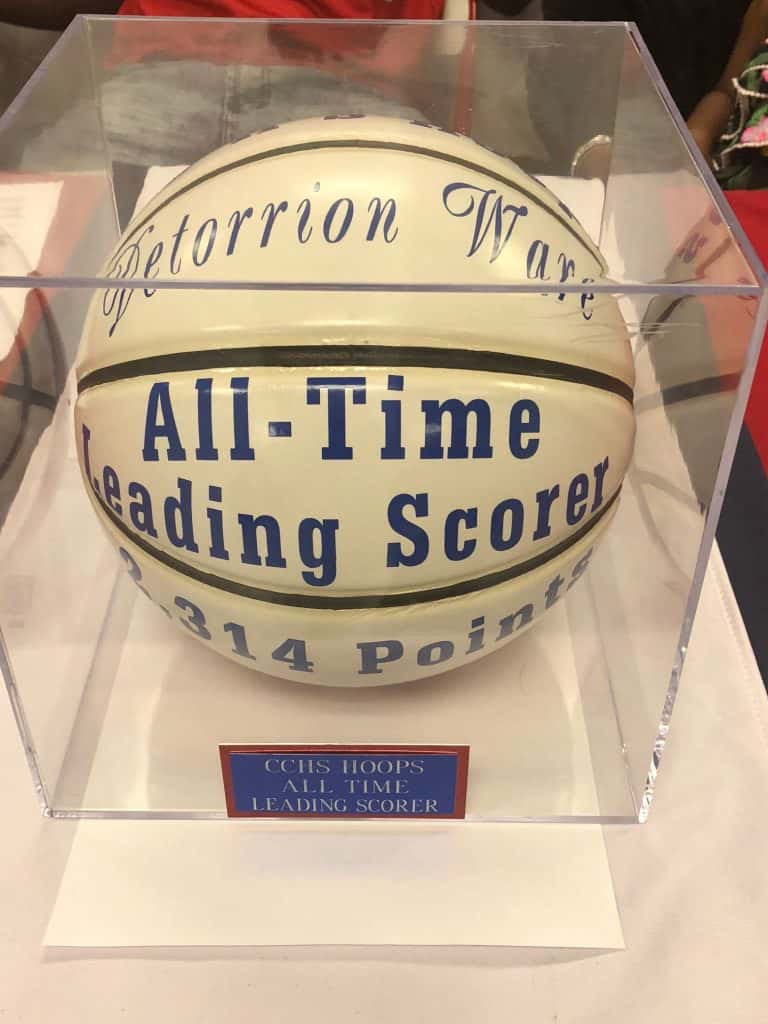 Detorrion Ware
All-Time
Leading Scorer
2,314 Points
CCHS HOOPS
ALL TIME
LEADING SCORER